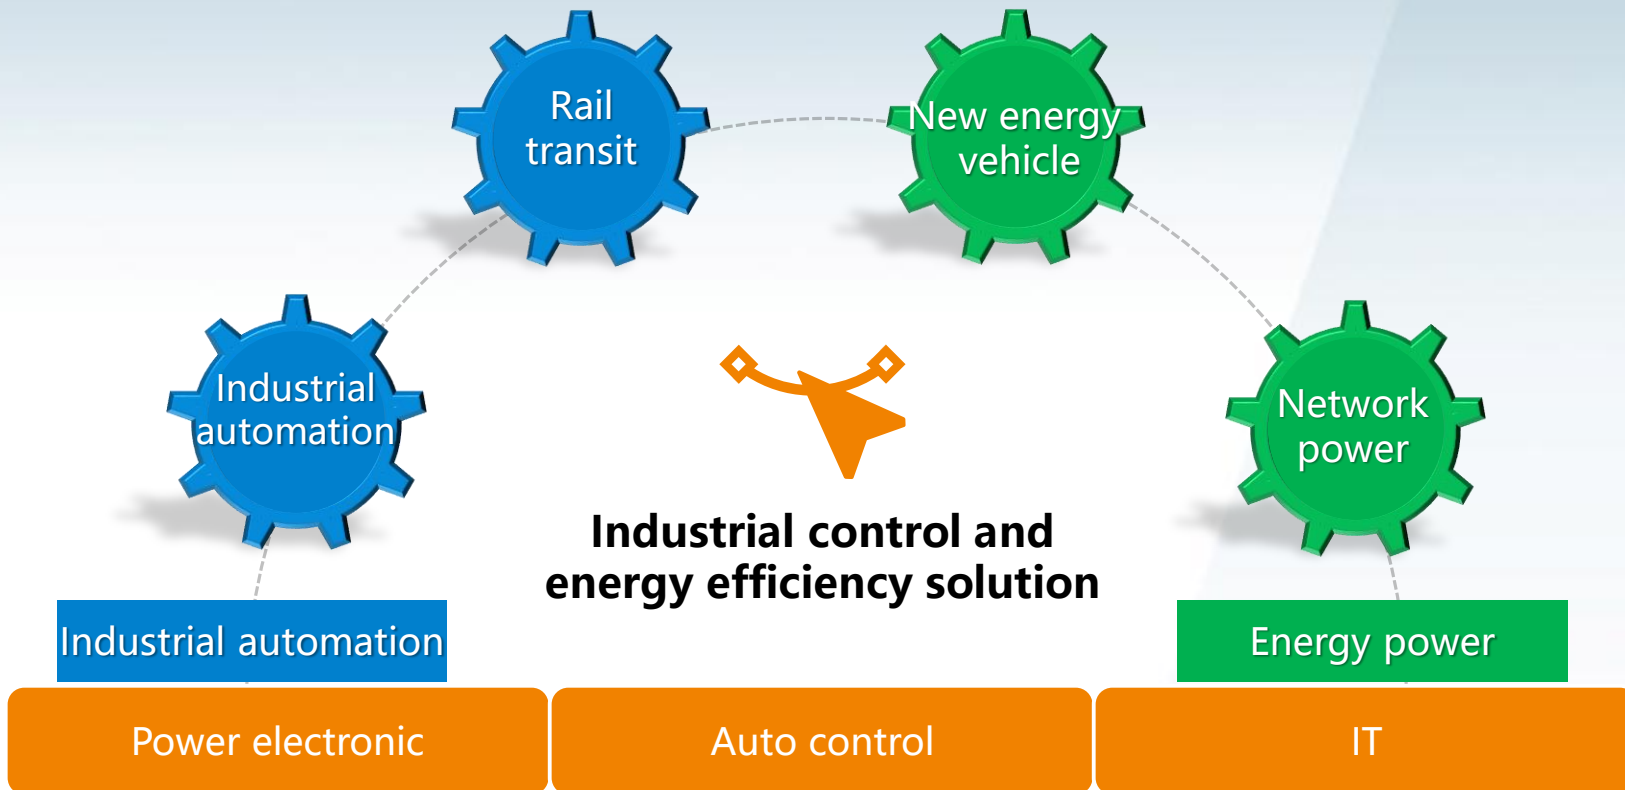 Rail
transit
New energy
vehicle
Industrial
automation
Network
power
Industrial control and
energy efficiency solution
Industrial automation
Energy power
Power electronic
Auto control
IT